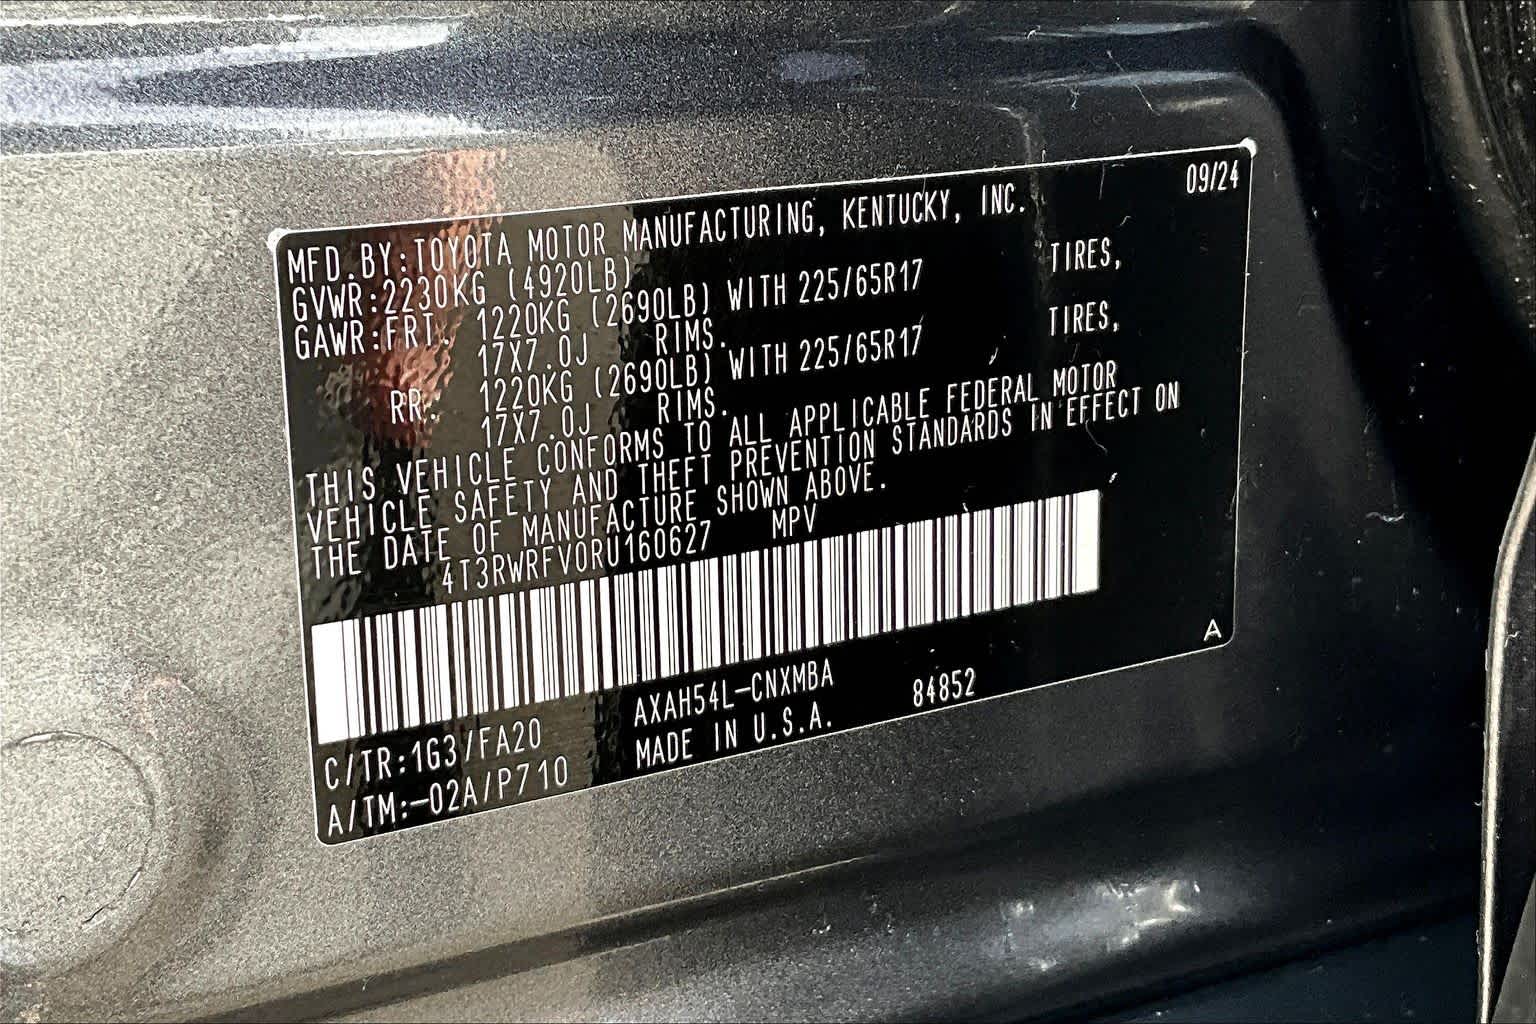 09/24
MFD.BY:TOYOTA MOTOR MANUFACTURING, KENTUCKY, INC.
GVWR:2230KG (4920LB)
GAWR:FRT. 1220KG (2690LB) WITH 225/65R17 TIRES,
17X7.0J RIMS.
RR. 1220KG (2690LB) WITH 225/65R17 TIRES,
17X7.0J RIMS.
THIS VEHICLE CONFORMS TO ALL APPLICABLE FEDERAL MOTOR
VEHICLE SAFETY AND THEFT PREVENTION STANDARDS IN EFFECT ON
THE DATE OF MANUFACTURE SHOWN ABOVE.
4T3RWRFV0RU160627 MPV
C/TR:1G3/FA20 AXAH54L-CNXMBA
A/TM:-02A/P710 MADE IN U.S.A. 84852
A